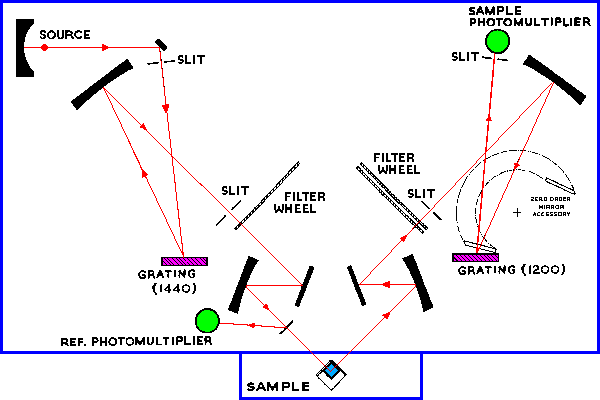 SOURCE
SLIT
SAMPLE
PHOTOMULTIPLIER
SLIT
FILTER
WHEEL
SLIT
FILTER
WHEEL
SLIT
ZERO ORDER
MIRROR
ACCESSORY
GRATING
(1440)
GRATING (1200)
REF. PHOTOMULTIPLIER
SAMPLE